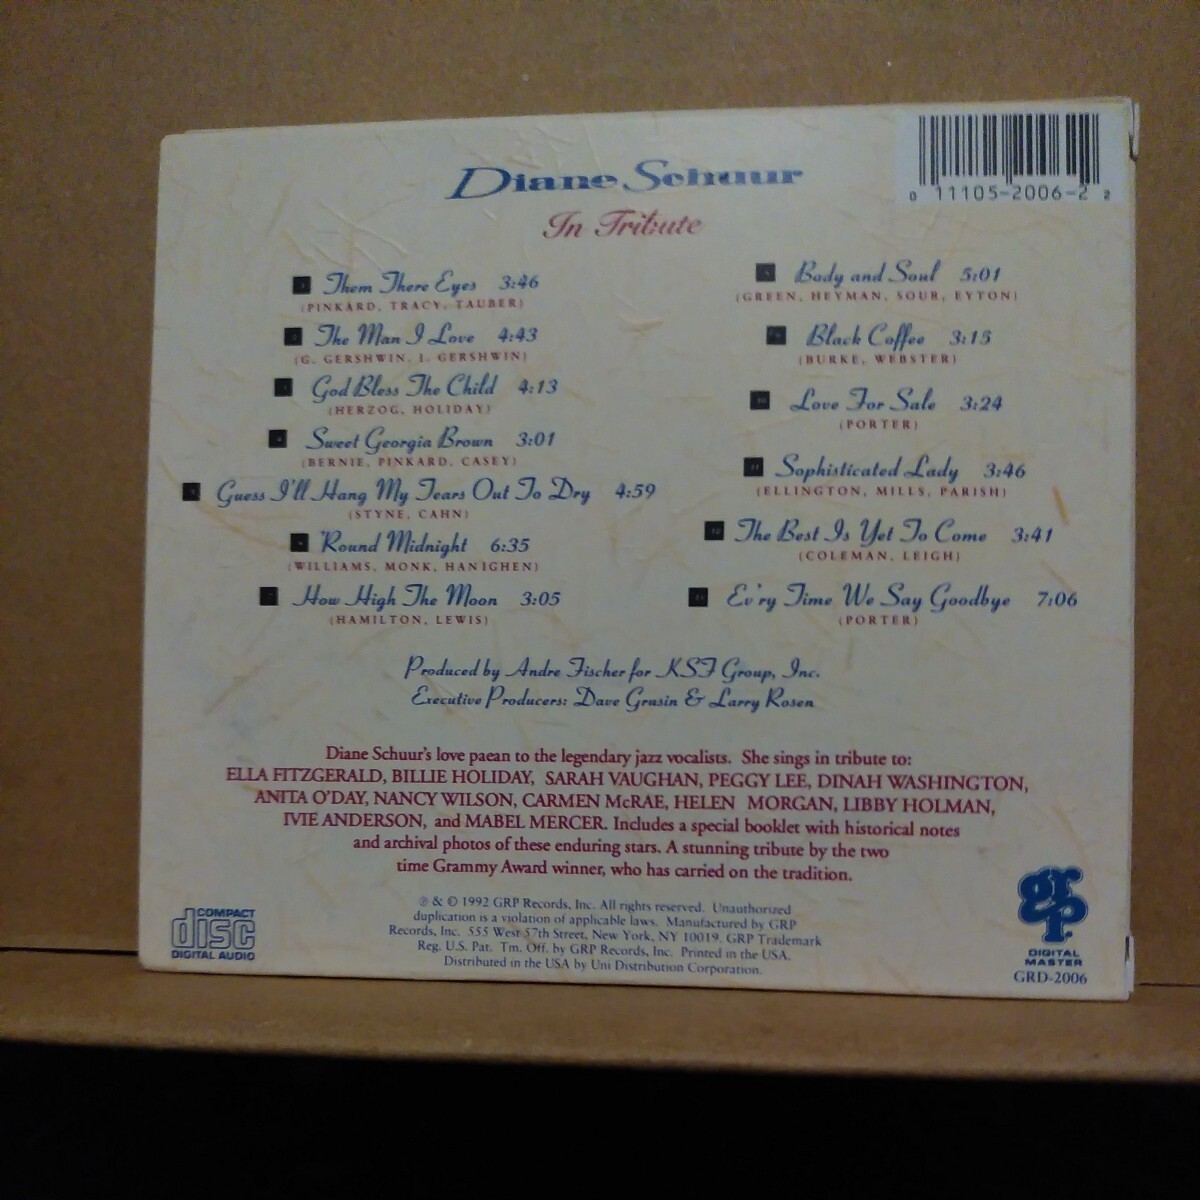 Diane Schuur
0 11105-2006-2 2
In Tribute
1 Them There Eyes 3:46
(PINKARD, TRACY, TAUBER)
2 The Man I Love 4:43
(G. GERSHWIN, I. GERSHWIN)
3 God Bless The Child 4:13
(HERZOG, HOLIDAY)
4 Sweet Georgia Brown 3:01
(BERNIE, PINKARD, CASEY)
5 Guess I'll Hang My Tears Out To Dry 4:59
(STYNE, CAHN)
6 'Round Midnight 6:35
(WILLIAMS, MONK, HANIGHEN)
7 How High The Moon 3:05
(HAMILTON, LEWIS)
8 Body and Soul 5:01
(GREEN, HEYMAN, SOUR, EYTON)
9 Black Coffee 3:15
(BURKE, WEBSTER)
10 Love For Sale 3:24
(PORTER)
11 Sophisticated Lady 3:46
(ELLINGTON, MILLS, PARISH)
12 The Best Is Yet To Come 3:41
(COLEMAN, LEIGH)
13 Ev'ry Time We Say Goodbye 7:06
(PORTER)
Produced by Andre Fischer for KSF Group, Inc.
Executive Producers: Dave Grusin & Larry Rosen
Diane Schuur's love paean to the legendary jazz vocalists. She sings in tribute to:
ELLA FITZGERALD, BILLIE HOLIDAY, SARAH VAUGHAN, PEGGY LEE, DINAH WASHINGTON,
ANITA O'DAY, NANCY WILSON, CARMEN McRAE, HELEN MORGAN, LIBBY HOLMAN,
IVIE ANDERSON, and MABEL MERCER. Includes a special booklet with historical notes
and archival photos of these enduring stars. A stunning tribute by the two
time Grammy Award winner, who has carried on the tradition.
℗ & © 1992 GRP Records, Inc. All rights reserved. Unauthorized
duplication is a violation of applicable laws. Manufactured by GRP
Records, Inc. 555 West 57th Street, New York, NY 10019. GRP Trademark
Reg. U.S. Pat. Tm. Off. by GRP Records, Inc. Printed in the USA.
Distributed in the USA by Uni Distribution Corporation.
COMPACT
disc
DIGITAL AUDIO
grp
DIGITAL
MASTER
GRD-2006